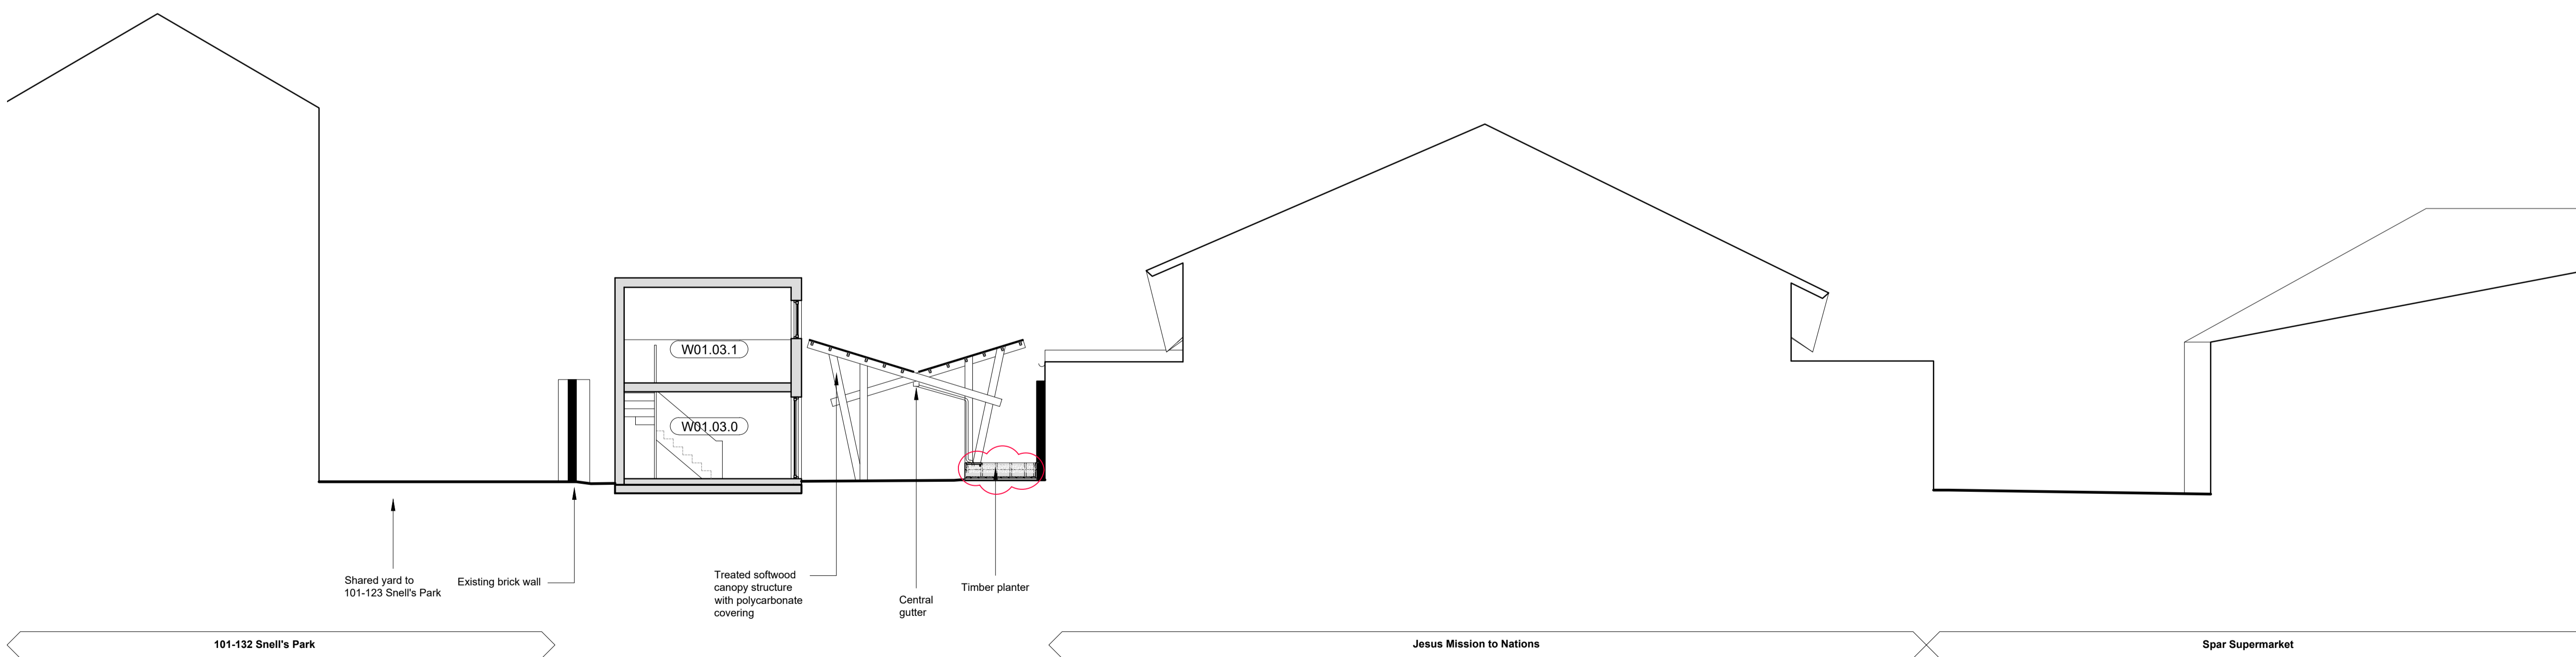 W01.03.1
W01.03.0
Shared yard to
101-123 Snell's Park
Existing brick wall
Treated softwood
canopy structure
with polycarbonate
covering
Central
gutter
Timber planter
101-132 Snell's Park
Jesus Mission to Nations
Spar Supermarket